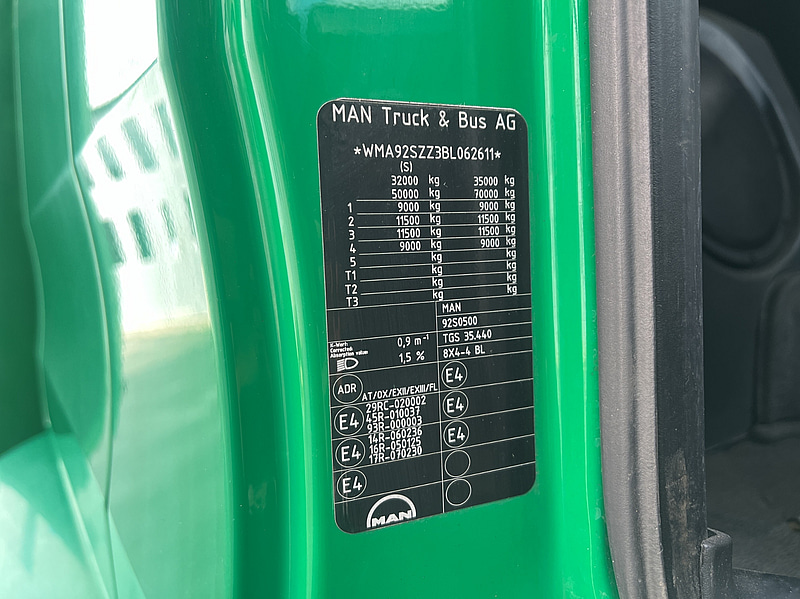 MAN Truck & Bus AG
*WMA92SZZ3BL062611*
(S)
32000 kg 35000 kg
50000 kg 70000 kg
1 9000 kg 9000 kg
2 11500 kg 11500 kg
3 11500 kg 11500 kg
4 9000 kg 9000 kg
5 kg kg
T1 kg kg
T2 kg kg
T3 kg kg
MAN
92S0500
TGS 35.440
8X4-4 BL
K-Wert:
Corrected
Absorption value
0,9 m⁻¹
1,5 %
ADR
AT/OX/EXII/EXIII/FL
E4
29RC-020002
45R-010037
93R-000003
E4
14R-060236
16R-050125
17R-070230
E4
E4
E4
E4
MAN